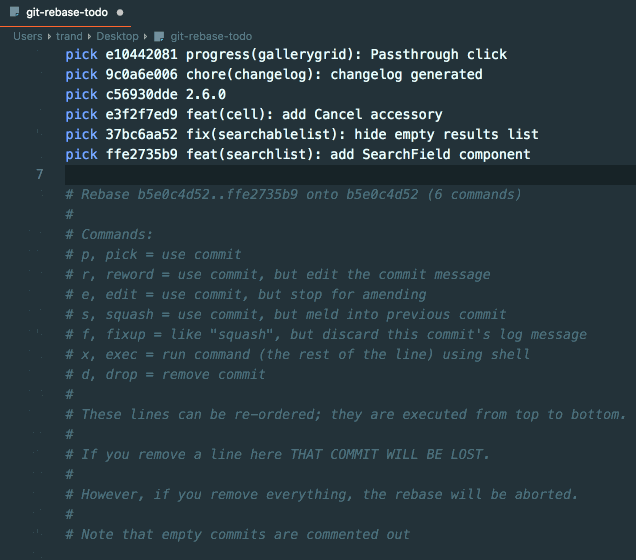 git-rebase-todo
Users › trand › Desktop › git-rebase-todo
pick e10442081 progress(gallerygrid): Passthrough click
pick 9c0a6e006 chore(changelog): changelog generated
pick c56930dde 2.6.0
pick e3f2f7ed9 feat(cell): add Cancel accessory
pick 37bc6aa52 fix(searchablelist): hide empty results list
pick ffe2735b9 feat(searchlist): add SearchField component
7
# Rebase b5e0c4d52..ffe2735b9 onto b5e0c4d52 (6 commands)
#
# Commands:
# p, pick = use commit
# r, reword = use commit, but edit the commit message
# e, edit = use commit, but stop for amending
# s, squash = use commit, but meld into previous commit
# f, fixup = like "squash", but discard this commit's log message
# x, exec = run command (the rest of the line) using shell
# d, drop = remove commit
#
# These lines can be re-ordered; they are executed from top to bottom.
#
# If you remove a line here THAT COMMIT WILL BE LOST.
#
# However, if you remove everything, the rebase will be aborted.
#
# Note that empty commits are commented out